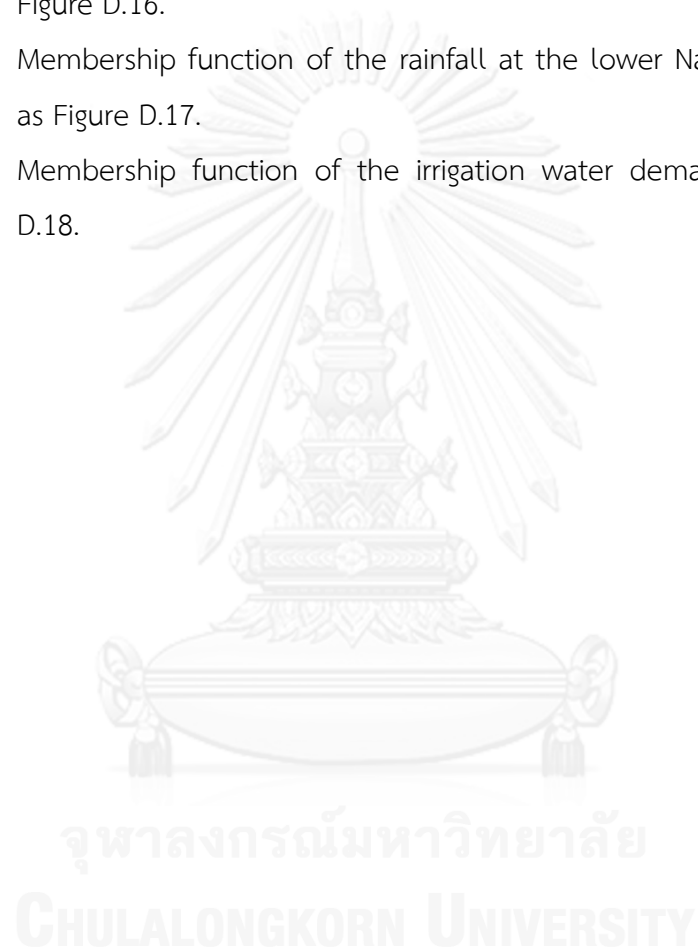 Figure D.16.
Membership function of the rainfall at the lower Na
as Figure D.17.
Membership function of the irrigation water dema
D.18.
จุฬาลงกรณ์มหาวิทยาลัย
CHULALONGKORN UNIVERSITY